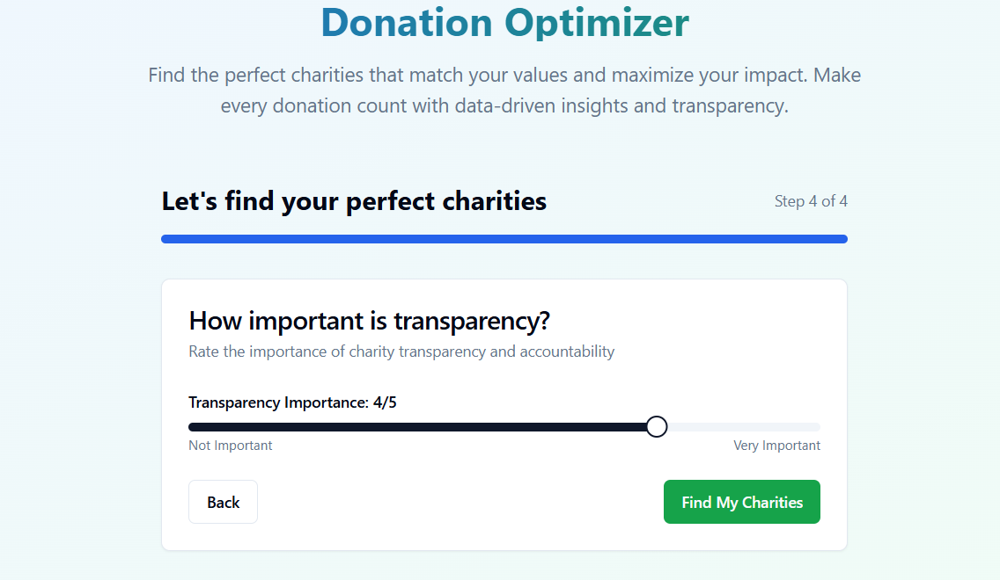 Donation Optimizer
Find the perfect charities that match your values and maximize your impact. Make
every donation count with data-driven insights and transparency.
Let's find your perfect charities
Step 4 of 4
How important is transparency?
Rate the importance of charity transparency and accountability
Transparency Importance: 4/5
Not Important
Very Important
Back
Find My Charities